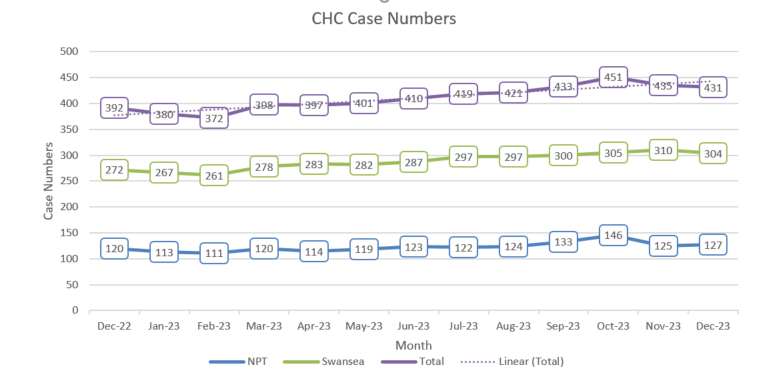 CHC Case Numbers
500
450
400
350
300
250
200
150
100
50
0
Case Numbers
392 380 372 398 397 401 410 419 421 433 451 435 431
272 267 261 278 283 282 287 297 297 300 305 310 304
120 113 111 120 114 119 123 122 124 133 146 125 127
Dec-22 Jan-23 Feb-23 Mar-23 Apr-23 May-23 Jun-23 Jul-23 Aug-23 Sep-23 Oct-23 Nov-23 Dec-23
Month
NPT Swansea Total Linear (Total)